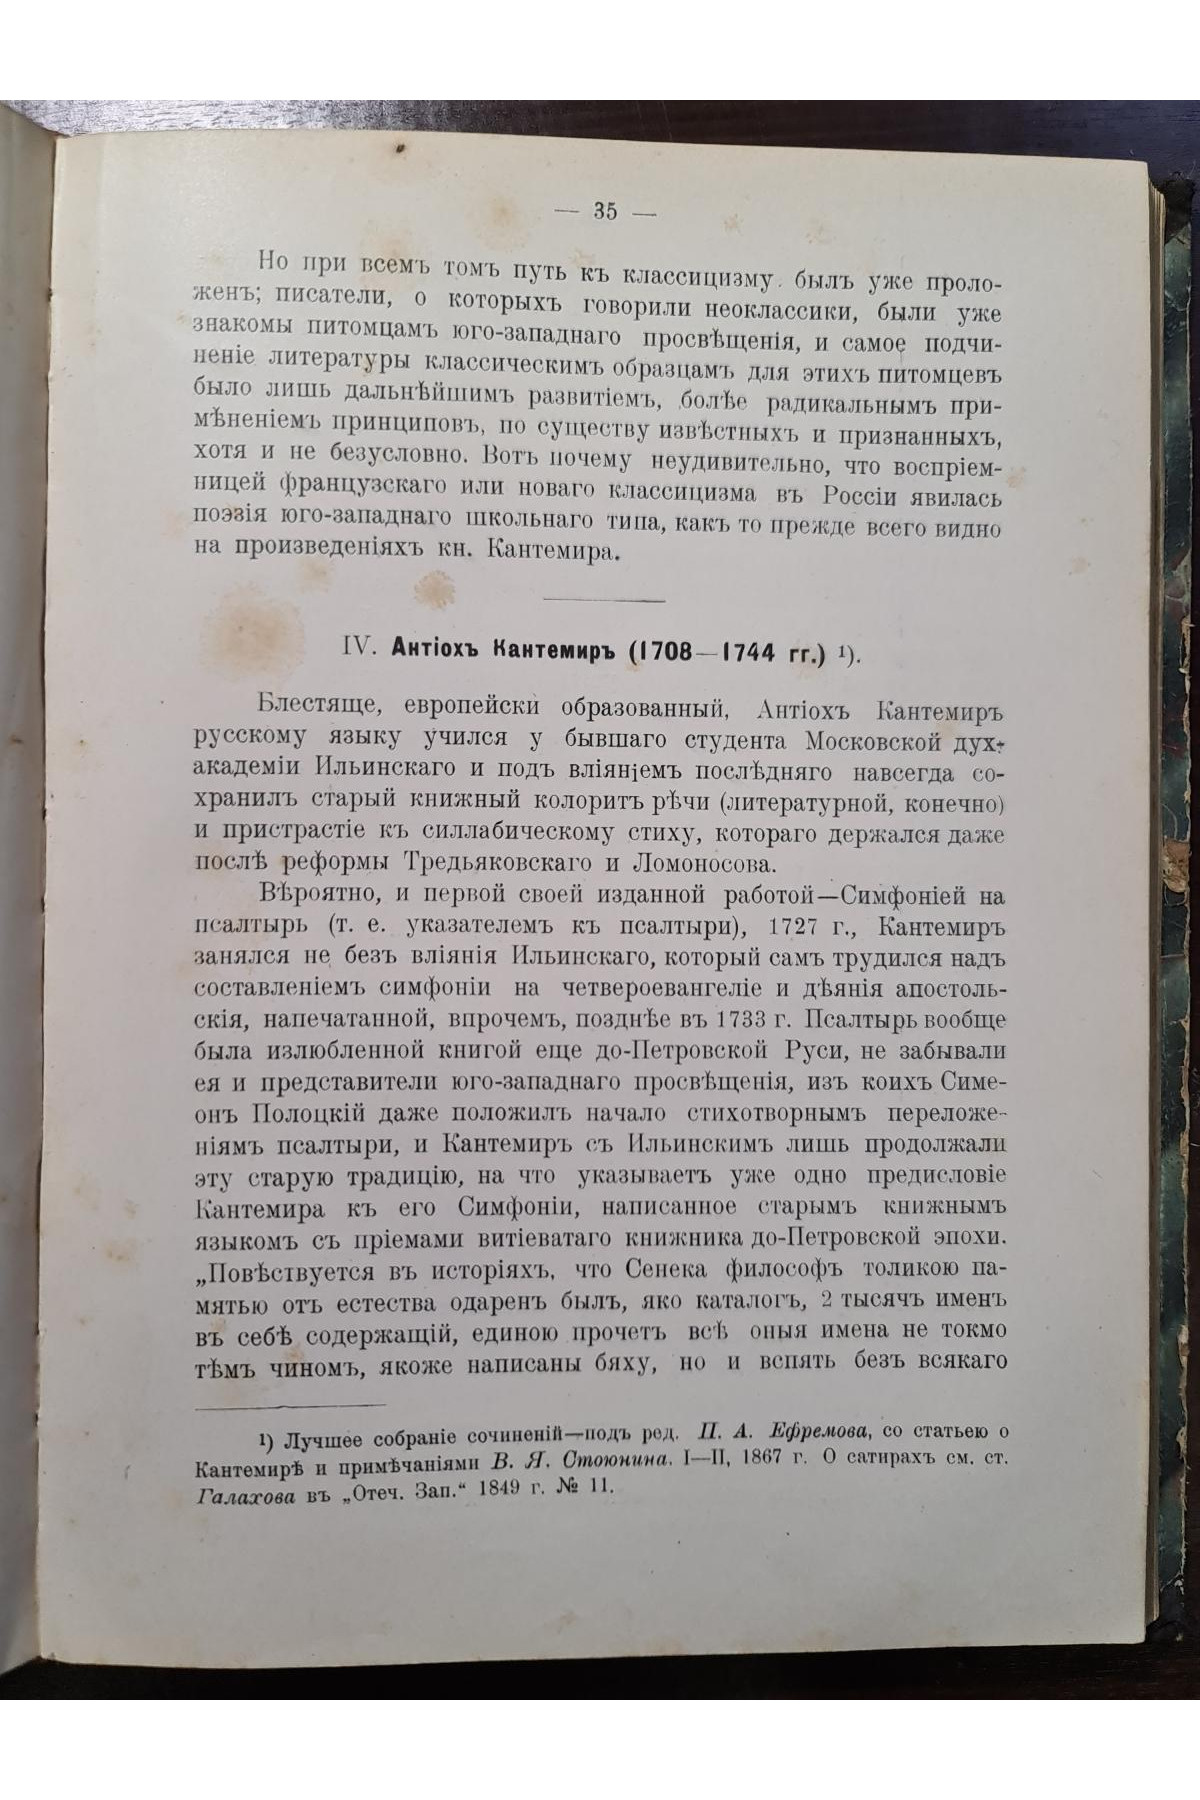 — 35 —
Но при всемъ томъ путь къ классицизму былъ уже проло-
женъ; писатели, о которыхъ говорили неоклассики, были уже
знакомы питомцамъ юго-западнаго просвѣщенія, и самое подчи-
неніе литературы классическимъ образцамъ для этихъ питомцевъ
было лишь дальнѣйшимъ развитіемъ, болѣе радикальнымъ при-
мѣненіемъ принциповъ, по существу извѣстныхъ и признанныхъ,
хотя и не безусловно. Вотъ почему неудивительно, что воспріем-
ницей французскаго или новаго классицизма въ Россіи явилась
поэзія юго-западнаго школьнаго типа, какъ то прежде всего видно
на произведеніяхъ кн. Кантемира.
IV. Антіохъ Кантемиръ (1708—1744 гг.) ¹).
Блестяще, европейски образованный, Антіохъ Кантемиръ
русскому языку учился у бывшаго студента Московской дух.
академіи Ильинскаго и подъ вліяніемъ послѣдняго навсегда со-
хранилъ старый книжный колоритъ рѣчи (литературной, конечно)
и пристрастіе къ силлабическому стиху, котораго держался даже
послѣ реформы Тредьяковскаго и Ломоносова.
Вѣроятно, и первой своей изданной работой—Симфоніей на
псалтырь (т. е. указателемъ къ псалтыри), 1727 г., Кантемиръ
занялся не безъ вліянія Ильинскаго, который самъ трудился надъ
составленіемъ симфоніи на четвероевангеліе и дѣянія апостоль-
скія, напечатанной, впрочемъ, позднѣе въ 1733 г. Псалтырь вообще
была излюбленной книгой еще до-Петровской Руси, не забывали
ея и представители юго-западнаго просвѣщенія, изъ коихъ Симе-
онъ Полоцкій даже положилъ начало стихотворнымъ переложе-
ніямъ псалтыри, и Кантемиръ съ Ильинскимъ лишь продолжали
эту старую традицію, на что указываетъ уже одно предисловіе
Кантемира къ его Симфоніи, написанное старымъ книжнымъ
языкомъ съ пріемами витіеватаго книжника до-Петровской эпохи.
„Повѣствуется въ исторіяхъ, что Сенека философъ толикою па-
мятью отъ естества одаренъ былъ, яко каталогъ, 2 тысячъ именъ
въ себѣ содержащій, единою прочетъ всѣ оныя имена не токмо
тѣмъ чиномъ, якоже написаны бяху, но и вспять безъ всякаго
¹) Лучшее собраніе сочиненій—подъ ред. П. А. Ефремова, со статьею о
Кантемирѣ и примѣчаніями В. Я. Стоюнина. I—II, 1867 г. О сатирахъ см. ст.
Галахова въ „Отеч. Зап.“ 1849 г. № 11.